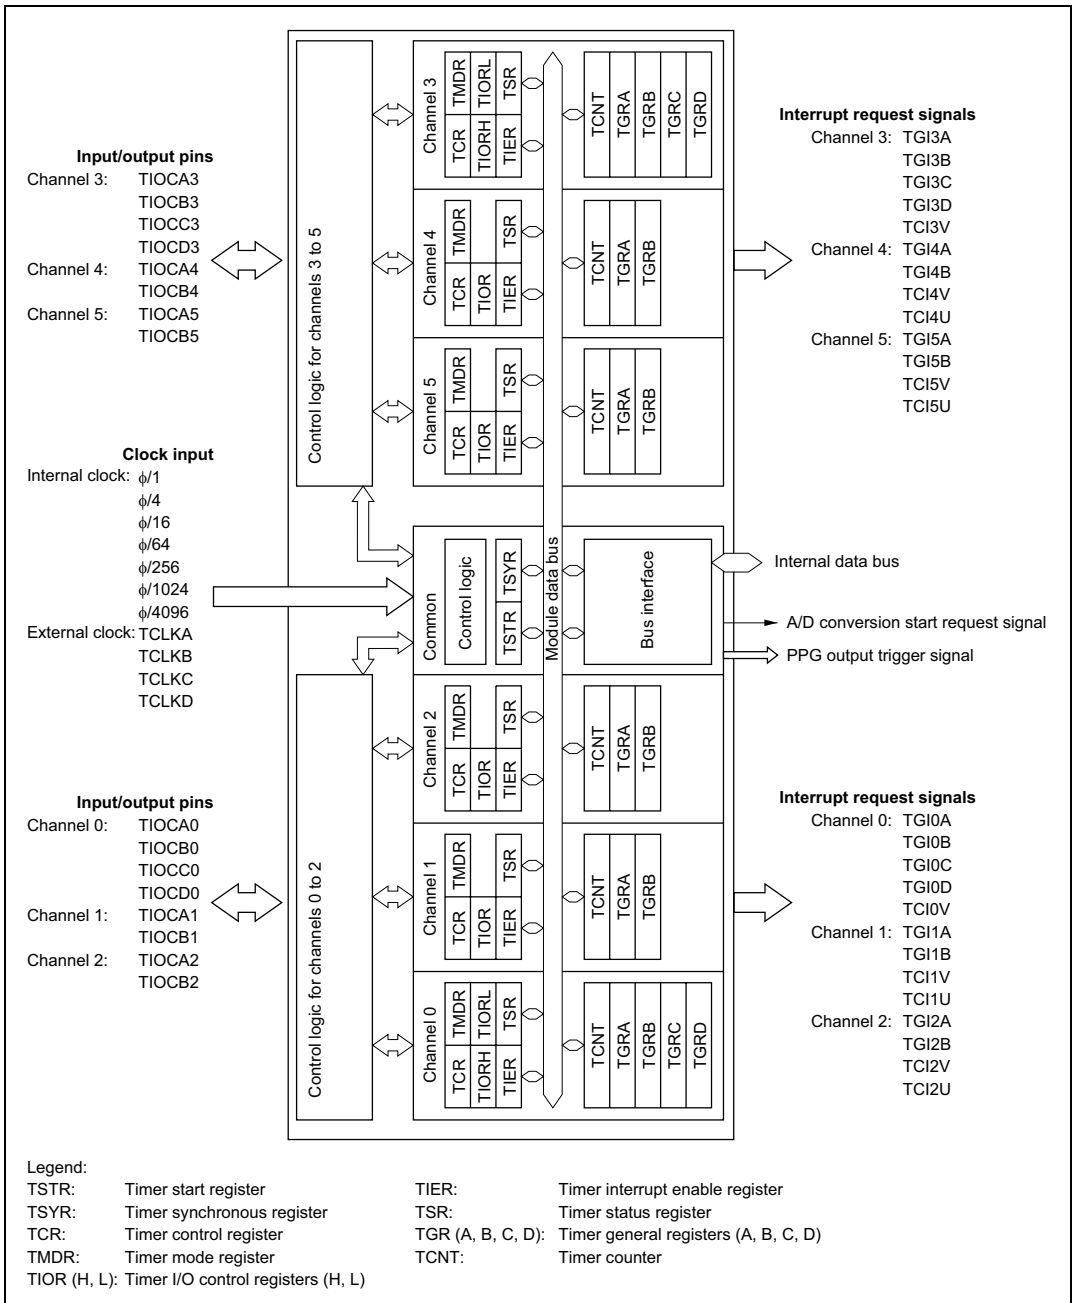 Input/output pins
Channel 3: TIOCA3
TIOCB3
TIOCC3
TIOCD3
Channel 4: TIOCA4
TIOCB4
Channel 5: TIOCA5
TIOCB5
Clock input
Internal clock: ϕ/1
ϕ/4
ϕ/16
ϕ/64
ϕ/256
ϕ/1024
ϕ/4096
External clock: TCLKA
TCLKB
TCLKC
TCLKD
Input/output pins
Channel 0: TIOCA0
TIOCB0
TIOCC0
TIOCD0
Channel 1: TIOCA1
TIOCB1
Channel 2: TIOCA2
TIOCB2
Control logic for channels 3 to 5
Control logic for channels 0 to 2
Channel 3
TCR TMDR
TIORH TIORL
TIER TSR
TCNT
TGRA
TGRB
TGRC
TGRD
Channel 4
TCR TMDR
TIOR
TIER TSR
TCNT
TGRA
TGRB
Channel 5
TCR TMDR
TIOR
TIER TSR
TCNT
TGRA
TGRB
Common
Control logic
TSTR TSYR
Module data bus
Bus interface
Channel 2
TCR TMDR
TIOR
TIER TSR
TCNT
TGRA
TGRB
Channel 1
TCR TMDR
TIOR
TIER TSR
TCNT
TGRA
TGRB
Channel 0
TCR TMDR
TIORH TIORL
TIER TSR
TCNT
TGRA
TGRB
TGRC
TGRD
Interrupt request signals
Channel 3: TGI3A
TGI3B
TGI3C
TGI3D
TCI3V
Channel 4: TGI4A
TGI4B
TCI4V
TCI4U
Channel 5: TGI5A
TGI5B
TCI5V
TCI5U
Internal data bus
A/D conversion start request signal
PPG output trigger signal
Interrupt request signals
Channel 0: TGI0A
TGI0B
TGI0C
TGI0D
TCI0V
Channel 1: TGI1A
TGI1B
TCI1V
TCI1U
Channel 2: TGI2A
TGI2B
TCI2V
TCI2U
Legend:
TSTR: Timer start register
TSYR: Timer synchronous register
TCR: Timer control register
TMDR: Timer mode register
TIOR (H, L): Timer I/O control registers (H, L)
TIER: Timer interrupt enable register
TSR: Timer status register
TGR (A, B, C, D): Timer general registers (A, B, C, D)
TCNT: Timer counter